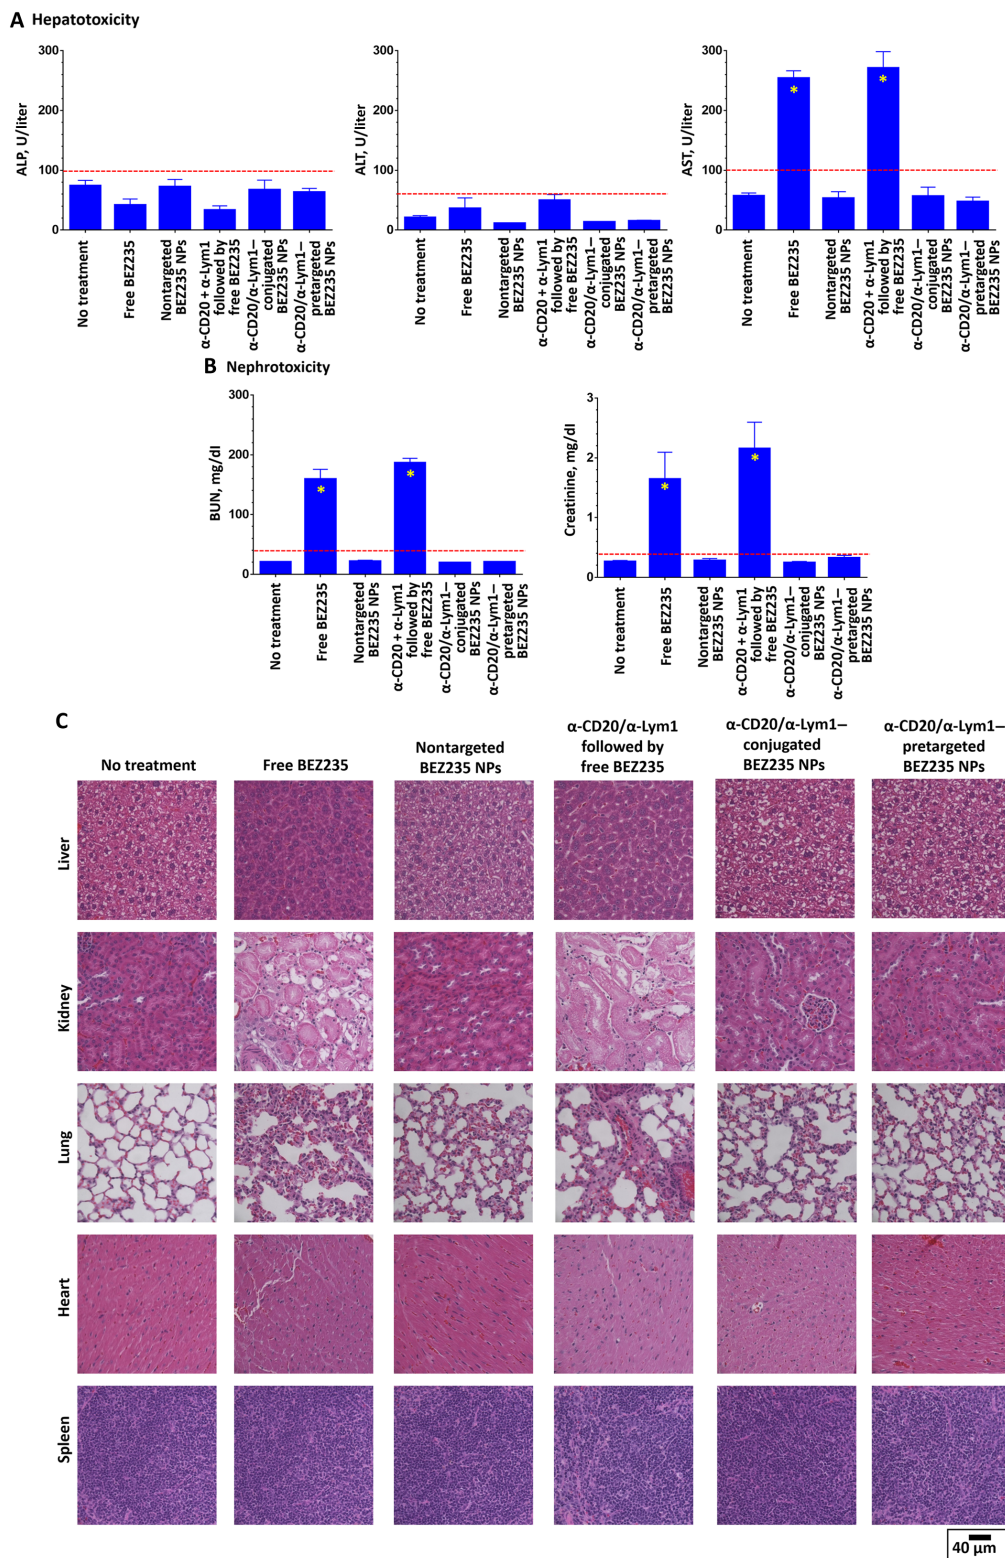 A Hepatotoxicity
300
200
100
0
ALP, U/liter
No treatment
Free BEZ235
Nontargeted
BEZ235 NPs
α-CD20 + α-Lym1
followed by
free BEZ235
α-CD20/α-Lym1–
conjugated
BEZ235 NPs
α-CD20/α-Lym1–
pretargeted
BEZ235 NPs
300
200
100
0
ALT, U/liter
No treatment
Free BEZ235
Nontargeted
BEZ235 NPs
α-CD20 + α-Lym1
followed by
free BEZ235
α-CD20/α-Lym1–
conjugated
BEZ235 NPs
α-CD20/α-Lym1–
pretargeted
BEZ235 NPs
300
200
100
0
AST, U/liter
*
*
No treatment
Free BEZ235
Nontargeted
BEZ235 NPs
α-CD20 + α-Lym1
followed by
free BEZ235
α-CD20/α-Lym1–
conjugated
BEZ235 NPs
α-CD20/α-Lym1–
pretargeted
BEZ235 NPs
B Nephrotoxicity
300
200
100
0
BUN, mg/dl
*
*
No treatment
Free BEZ235
Nontargeted
BEZ235 NPs
α-CD20 + α-Lym1
followed by
free BEZ235
α-CD20/α-Lym1–
conjugated
BEZ235 NPs
α-CD20/α-Lym1–
pretargeted
BEZ235 NPs
3
2
1
0
Creatinine, mg/dl
*
*
No treatment
Free BEZ235
Nontargeted
BEZ235 NPs
α-CD20 + α-Lym1
followed by
free BEZ235
α-CD20/α-Lym1–
conjugated
BEZ235 NPs
α-CD20/α-Lym1–
pretargeted
BEZ235 NPs
C
No treatment
Free BEZ235
Nontargeted
BEZ235 NPs
α-CD20/α-Lym1
followed by
free BEZ235
α-CD20/α-Lym1–
conjugated
BEZ235 NPs
α-CD20/α-Lym1–
pretargeted
BEZ235 NPs
Liver
Kidney
Lung
Heart
Spleen
40 µm